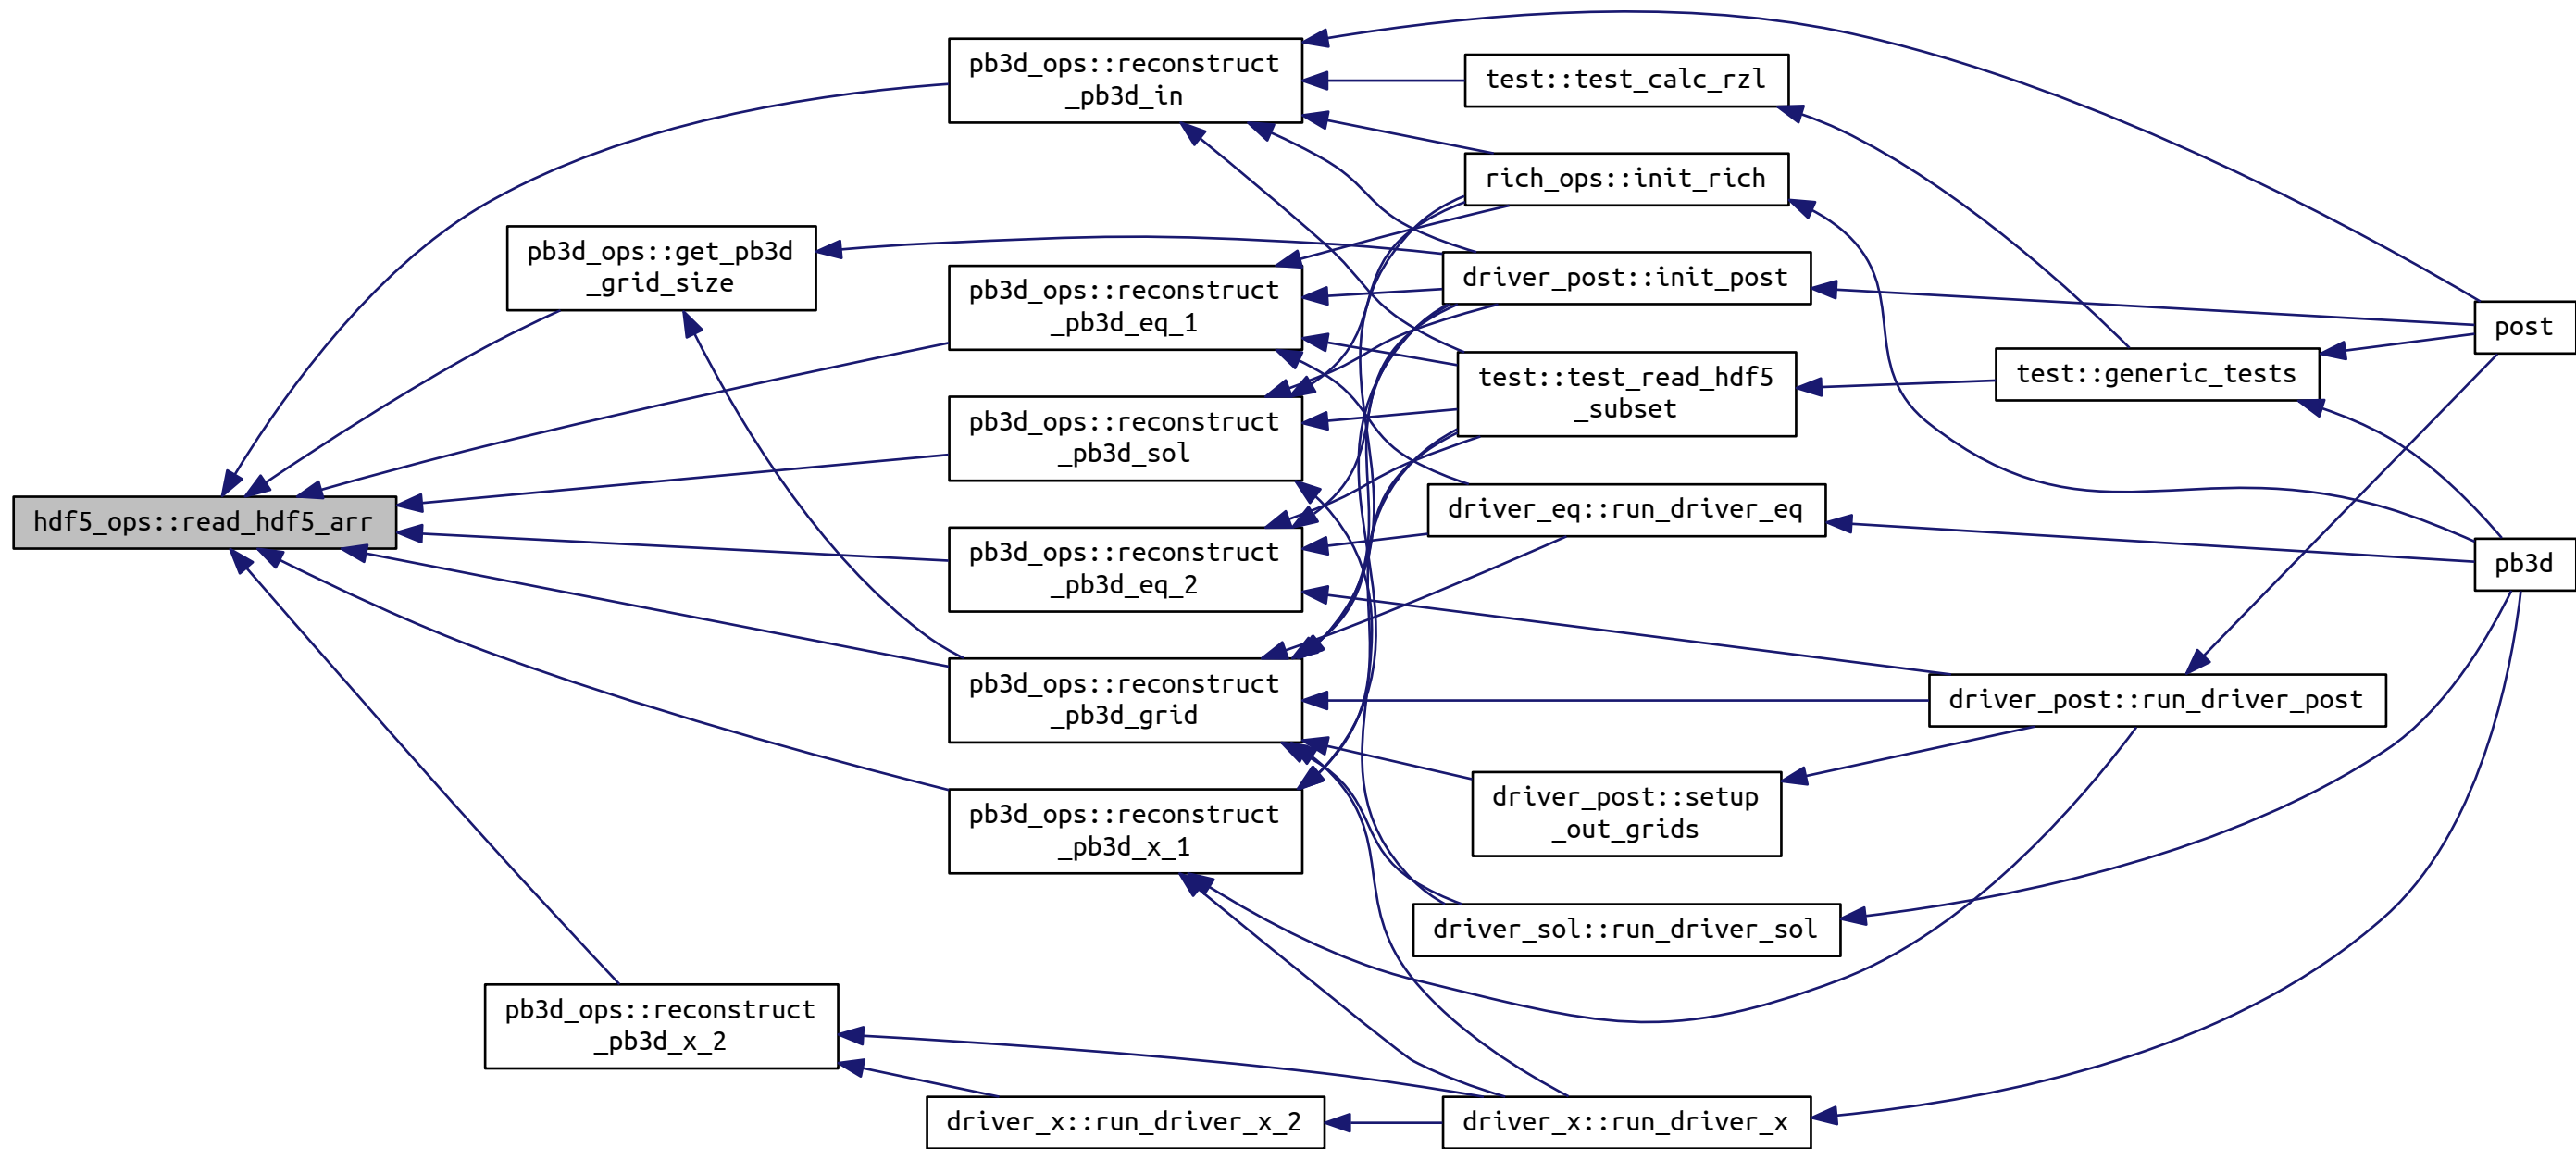 hdf5_ops::read_hdf5_arr
pb3d_ops::get_pb3d
_grid_size
pb3d_ops::reconstruct
_pb3d_x_2
pb3d_ops::reconstruct
_pb3d_in
pb3d_ops::reconstruct
_pb3d_eq_1
pb3d_ops::reconstruct
_pb3d_sol
pb3d_ops::reconstruct
_pb3d_eq_2
pb3d_ops::reconstruct
_pb3d_grid
pb3d_ops::reconstruct
_pb3d_x_1
driver_x::run_driver_x_2
test::test_calc_rzl
rich_ops::init_rich
driver_post::init_post
test::test_read_hdf5
_subset
driver_eq::run_driver_eq
driver_post::setup
_out_grids
driver_sol::run_driver_sol
driver_x::run_driver_x
test::generic_tests
driver_post::run_driver_post
post
pb3d